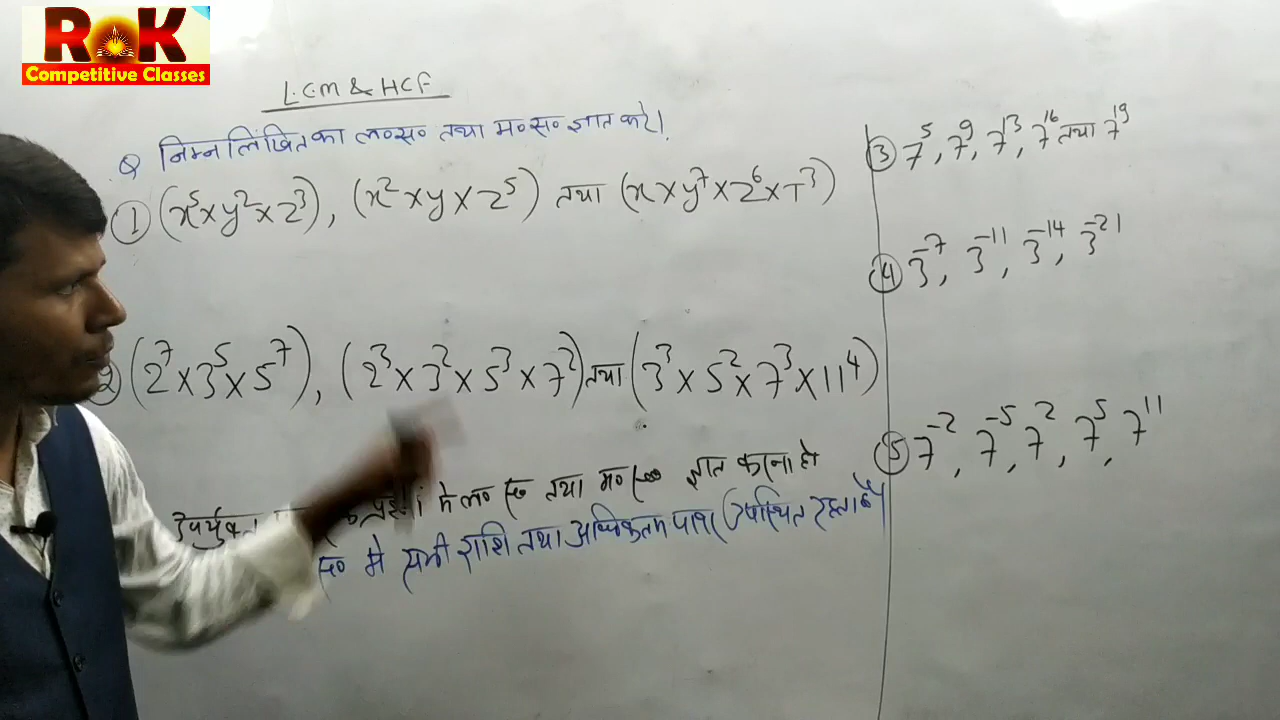 R K
Competitive Classes
L.C.M & HCF
Q निम्नलिखित का ल०स० तथा म०स० ज्ञात करे।
① (x⁵×y²×z³), (x²×y×z⁵) तथा (x×y⁷×z⁶×T³)
2 (2⁷×3⁵×5⁷), (2³×3²×5³×7²) तथा (3³×5²×7³×11⁴)
उपर्युक्त मे ल० स० तथा म० स० ज्ञात करना हो
स० मे सभी राशि तथा अधिकतम पावर उपस्थित रहता है।
③ 7⁵, 7⁹, 7¹³, 7¹⁶ तथा 7¹⁹
④ 3⁻⁷, 3⁻¹¹, 3⁻¹⁴, 3⁻²¹
⑤ 7⁻², 7⁻⁵, 7², 7⁵, 7¹¹